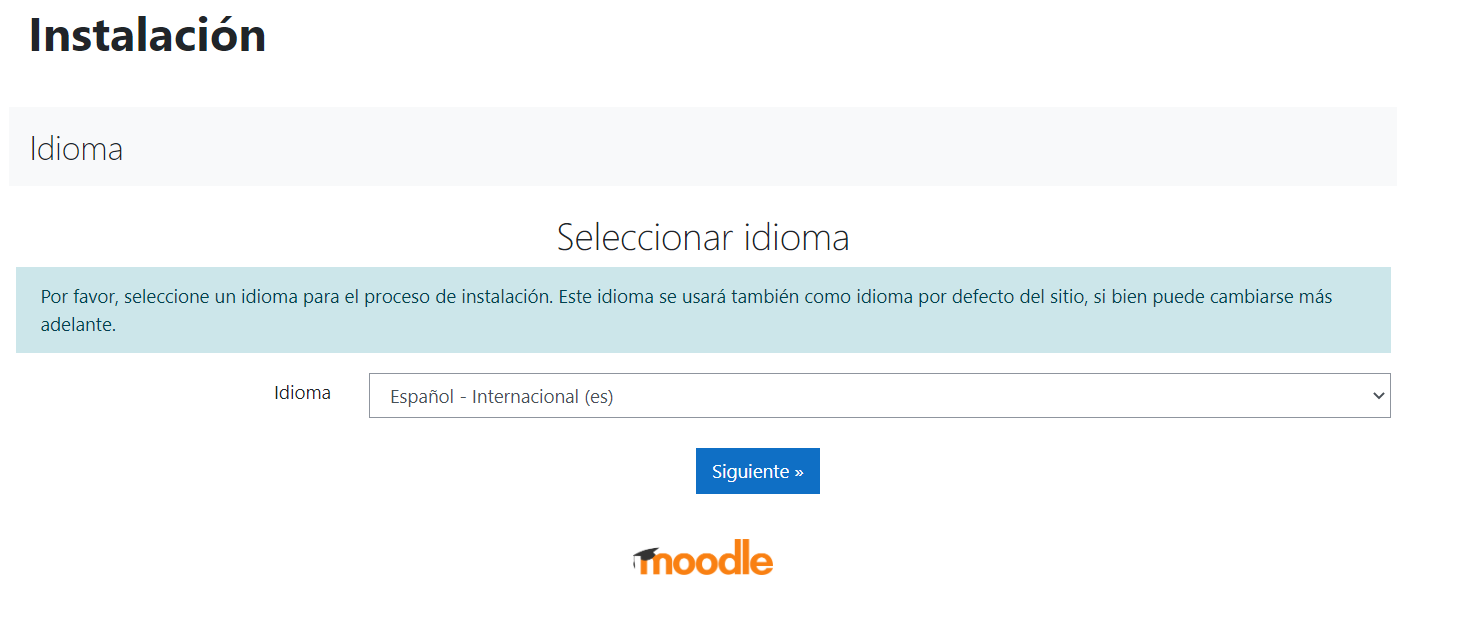 Instalación
Idioma
Seleccionar idioma
Por favor, seleccione un idioma para el proceso de instalación. Este idioma se usará también como idioma por defecto del sitio, si bien puede cambiarse más
adelante.
Idioma
Español - Internacional (es)
Siguiente »
moodle